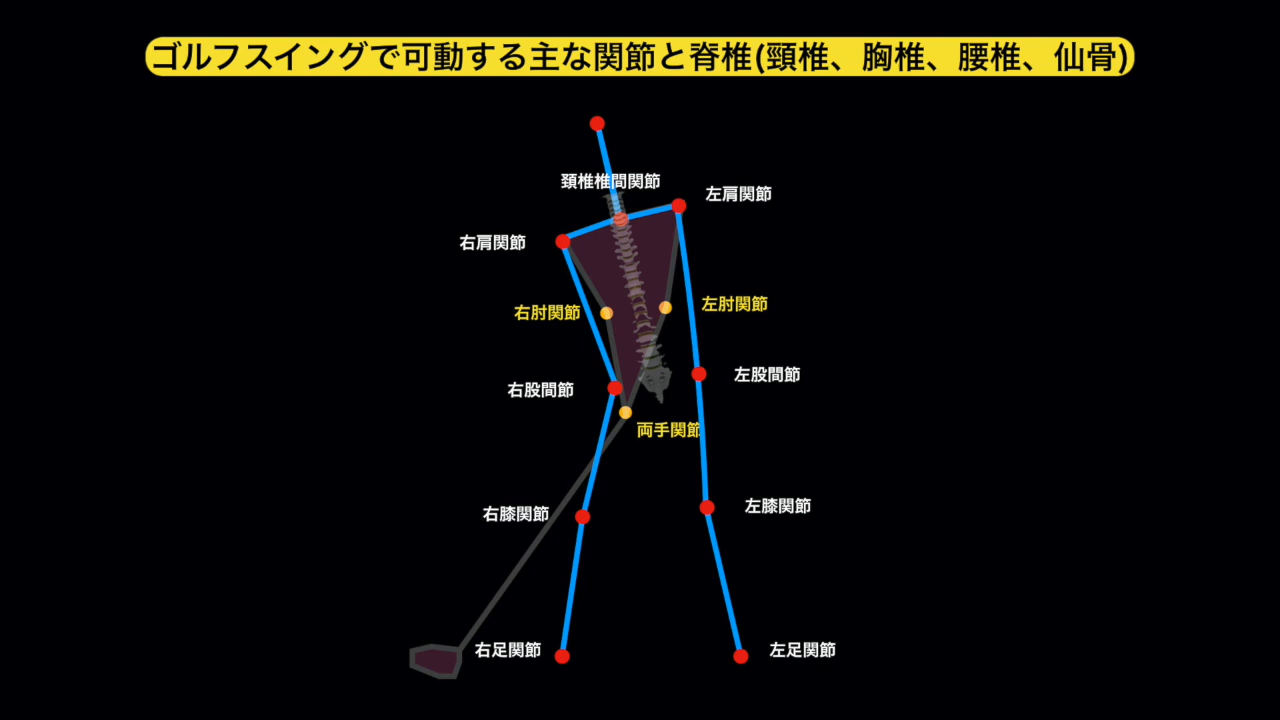 ゴルフスイングで可動する主な関節と脊椎(頸椎、胸椎、腰椎、仙骨)
頚椎椎間関節
左肩関節
右肩関節
右肘関節
左肘関節
右股間節
左股間節
両手関節
右膝関節
左膝関節
右足関節
左足関節